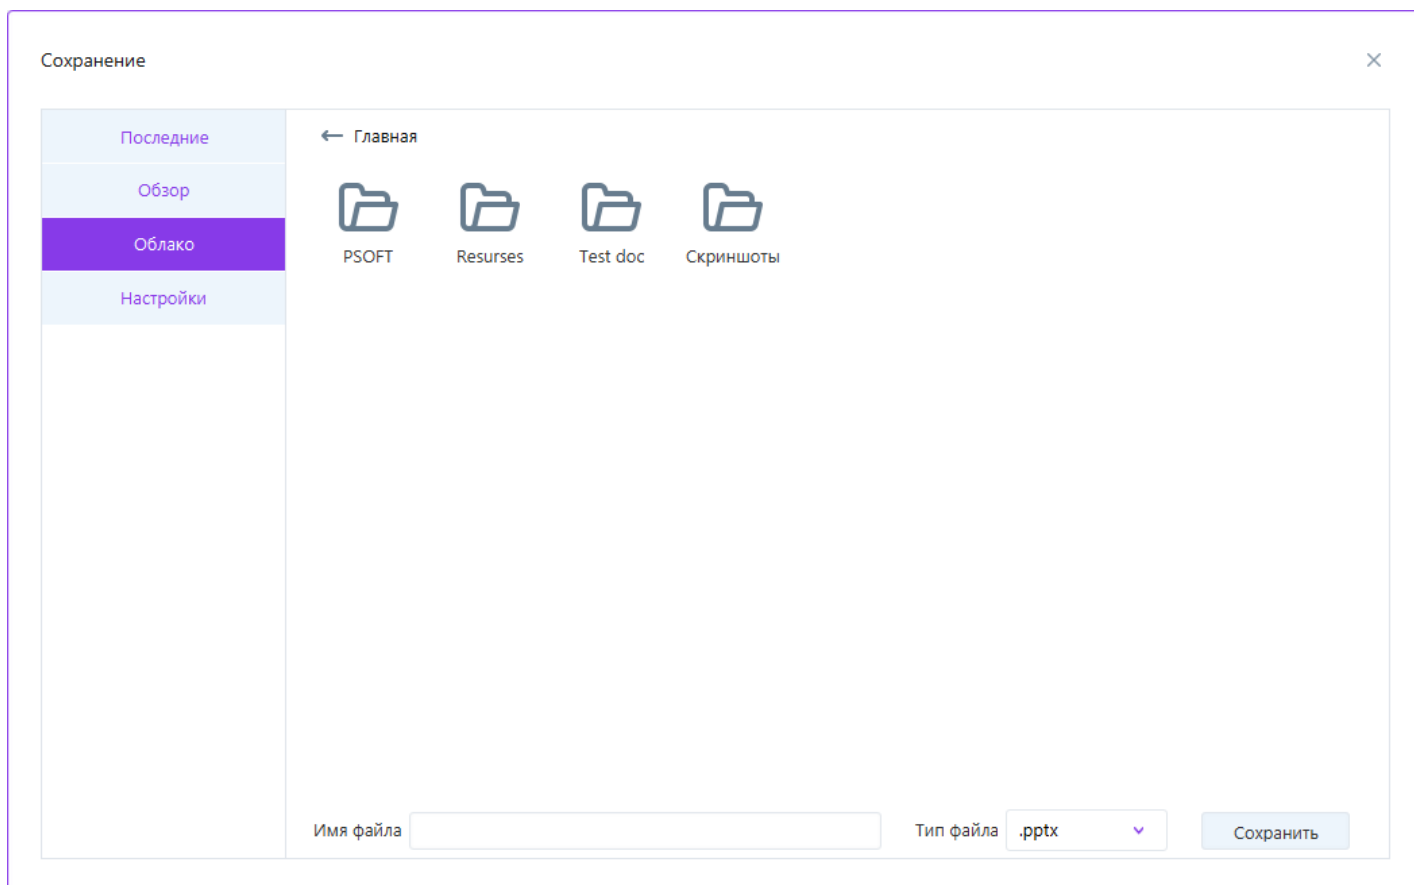 Сохранение
Последние
Обзор
Облако
Настройки
Главная
PSOFT Resurses Test doc Скриншоты
Имя файла Тип файла .pptx Сохранить